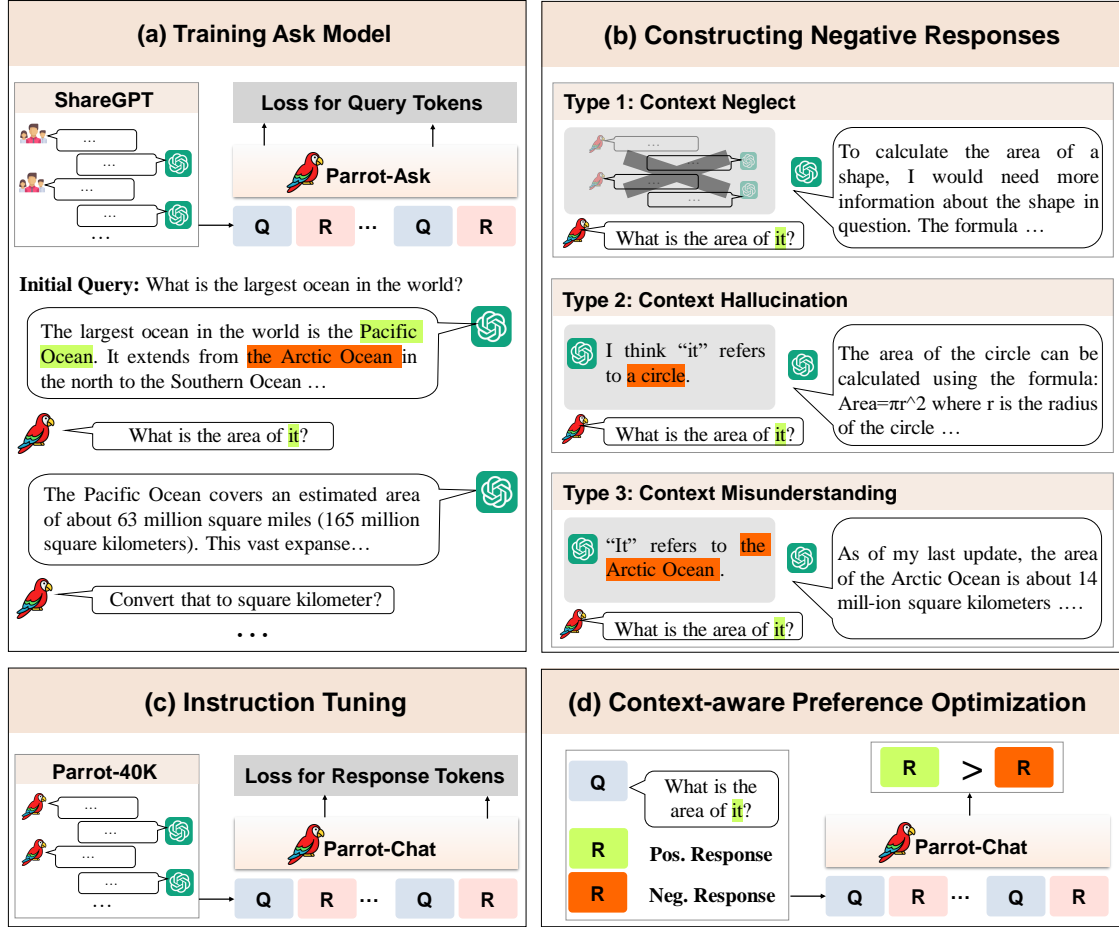 (a) Training Ask Model
ShareGPT
...
...
...
...
...
Loss for Query Tokens
Parrot-Ask
Q R ... Q R
Initial Query: What is the largest ocean in the world?
The largest ocean in the world is the Pacific
Ocean. It extends from the Arctic Ocean in
the north to the Southern Ocean ...
What is the area of it?
The Pacific Ocean covers an estimated area
of about 63 million square miles (165 million
square kilometers). This vast expanse...
Convert that to square kilometer?
...
(b) Constructing Negative Responses
Type 1: Context Neglect
...
...
...
...
What is the area of it?
To calculate the area of a
shape, I would need more
information about the shape in
question. The formula ...
Type 2: Context Hallucination
I think “it” refers
to a circle.
What is the area of it?
The area of the circle can be
calculated using the formula:
Area=πr^2 where r is the radius
of the circle ...
Type 3: Context Misunderstanding
“It” refers to the
Arctic Ocean .
What is the area of it?
As of my last update, the area
of the Arctic Ocean is about 14
mill-ion square kilometers ....
(c) Instruction Tuning
Parrot-40K
...
...
...
...
...
Loss for Response Tokens
Parrot-Chat
Q R ... Q R
(d) Context-aware Preference Optimization
Q
What is the
area of it?
R Pos. Response
R Neg. Response
R > R
Parrot-Chat
Q R ... Q R